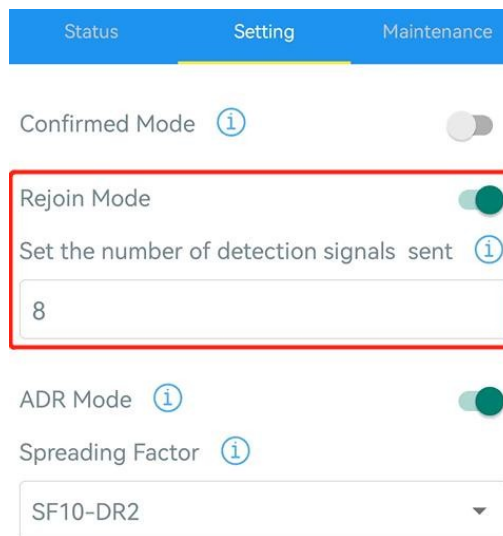 Status Setting Maintenance
Confirmed Mode
Rejoin Mode
Set the number of detection signals sent
8
ADR Mode
Spreading Factor
SF10-DR2